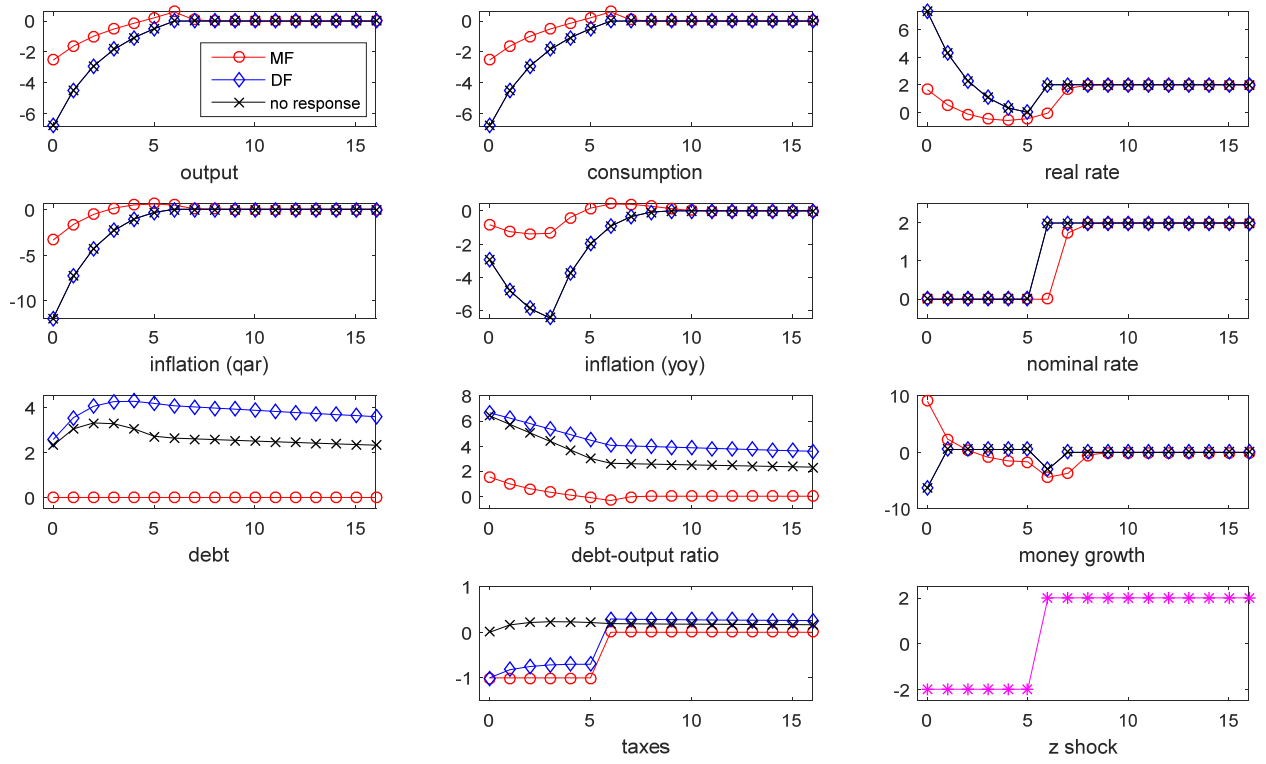 0
-2
-4
-6
MF
DF
no response
0 5 10 15
output
0
-2
-4
-6
0 5 10 15
consumption
6
4
2
0
0 5 10 15
real rate
0
-5
-10
0 5 10 15
inflation (qar)
0
-2
-4
-6
0 5 10 15
inflation (yoy)
2
1
0
0 5 10 15
nominal rate
4
2
0
0 5 10 15
debt
8
6
4
2
0
0 5 10 15
debt-output ratio
10
0
-10
0 5 10 15
money growth
1
0
-1
0 5 10 15
taxes
2
0
-2
0 5 10 15
z shock